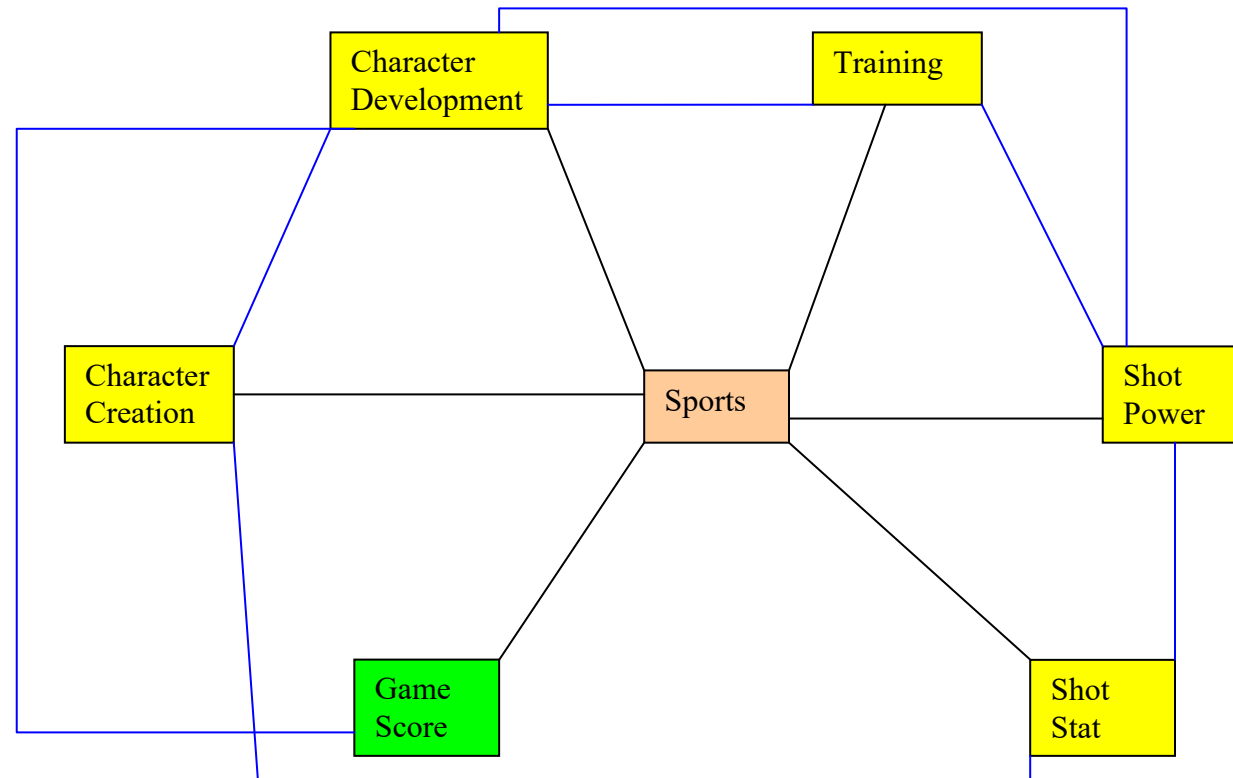 Character
Development
Training
Character
Creation
Sports
Shot
Power
Game
Score
Shot
Stat